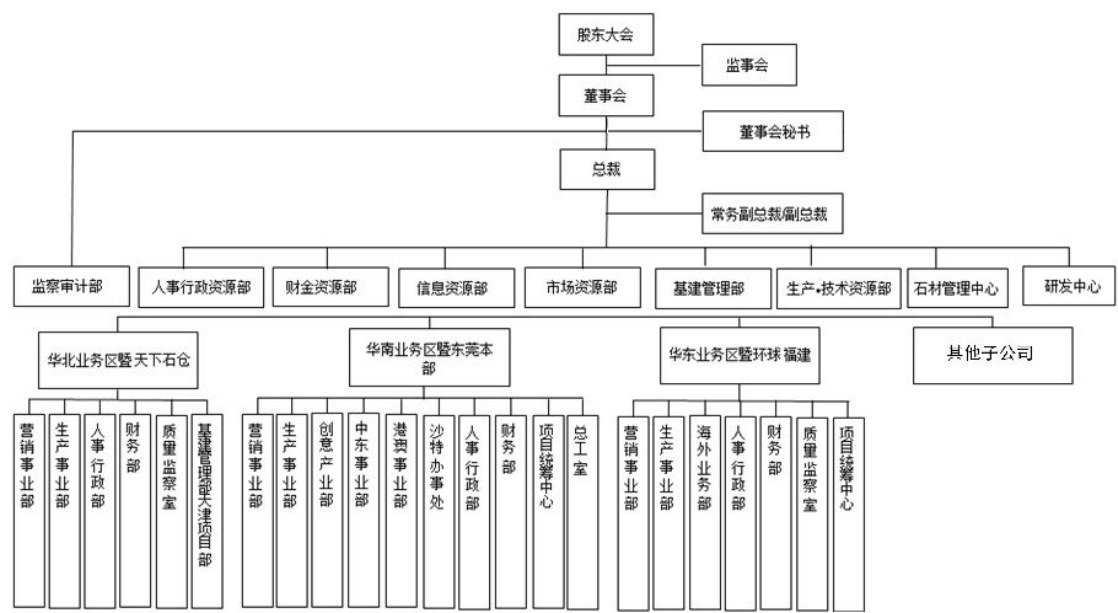 股东大会
监事会
董事会
董事会秘书
总裁
常务副总裁/副总裁
监察审计部
人事行政资源部
财金资源部
信息资源部
市场资源部
基建管理部
生产•技术资源部
石材管理中心
研发中心
华北业务区暨天下石仓
华南业务区暨东莞本
部
华东业务区暨环球福建
其他子公司
营销事业部
生产事业部
人事行政部
财务部
质量监察室
基建管理部天津项目部
营销事业部
生产事业部
创意产业部
中东事业部
港澳事业部
沙特办事处
人事行政部
财务部
项目统筹中心
总工室
营销事业部
生产事业部
海外业务部
人事行政部
财务部
质量监察室
项目统筹中心